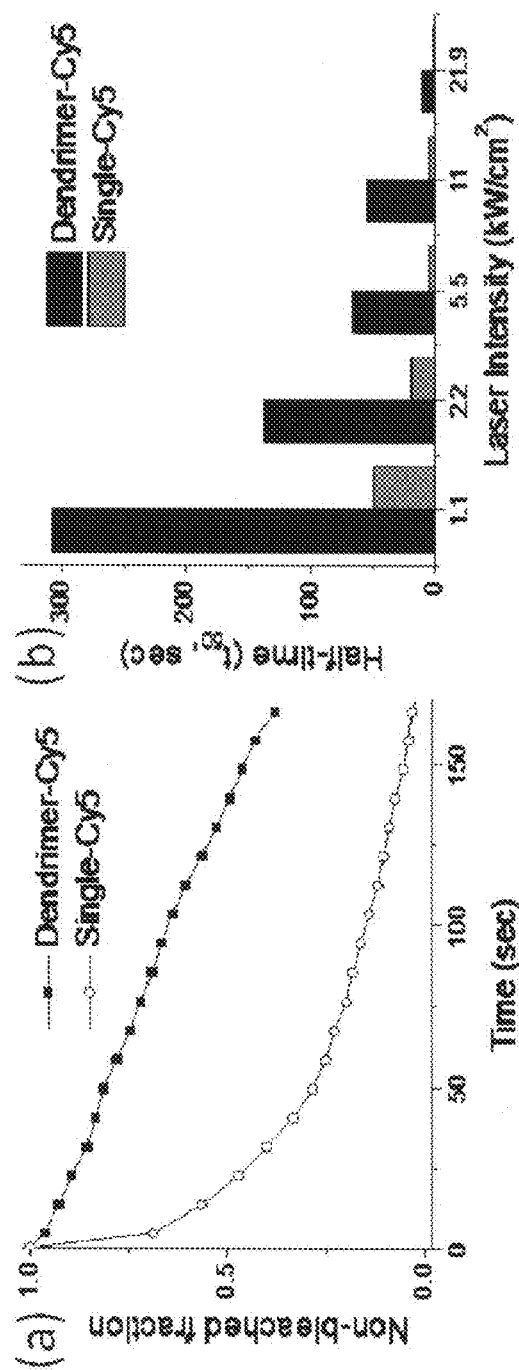 (a)
Dendrimer-Cy5
Single-Cy5
Non-bleached fraction
1.0
0.5
0.0
0
50
100
150
Time (sec)
(b)
Dendrimer-Cy5
Single-Cy5
Half-time (t50, sec)
300
200
100
0
1.1
2.2
5.5
11
21.9
Laser Intensity (kW/cm²)